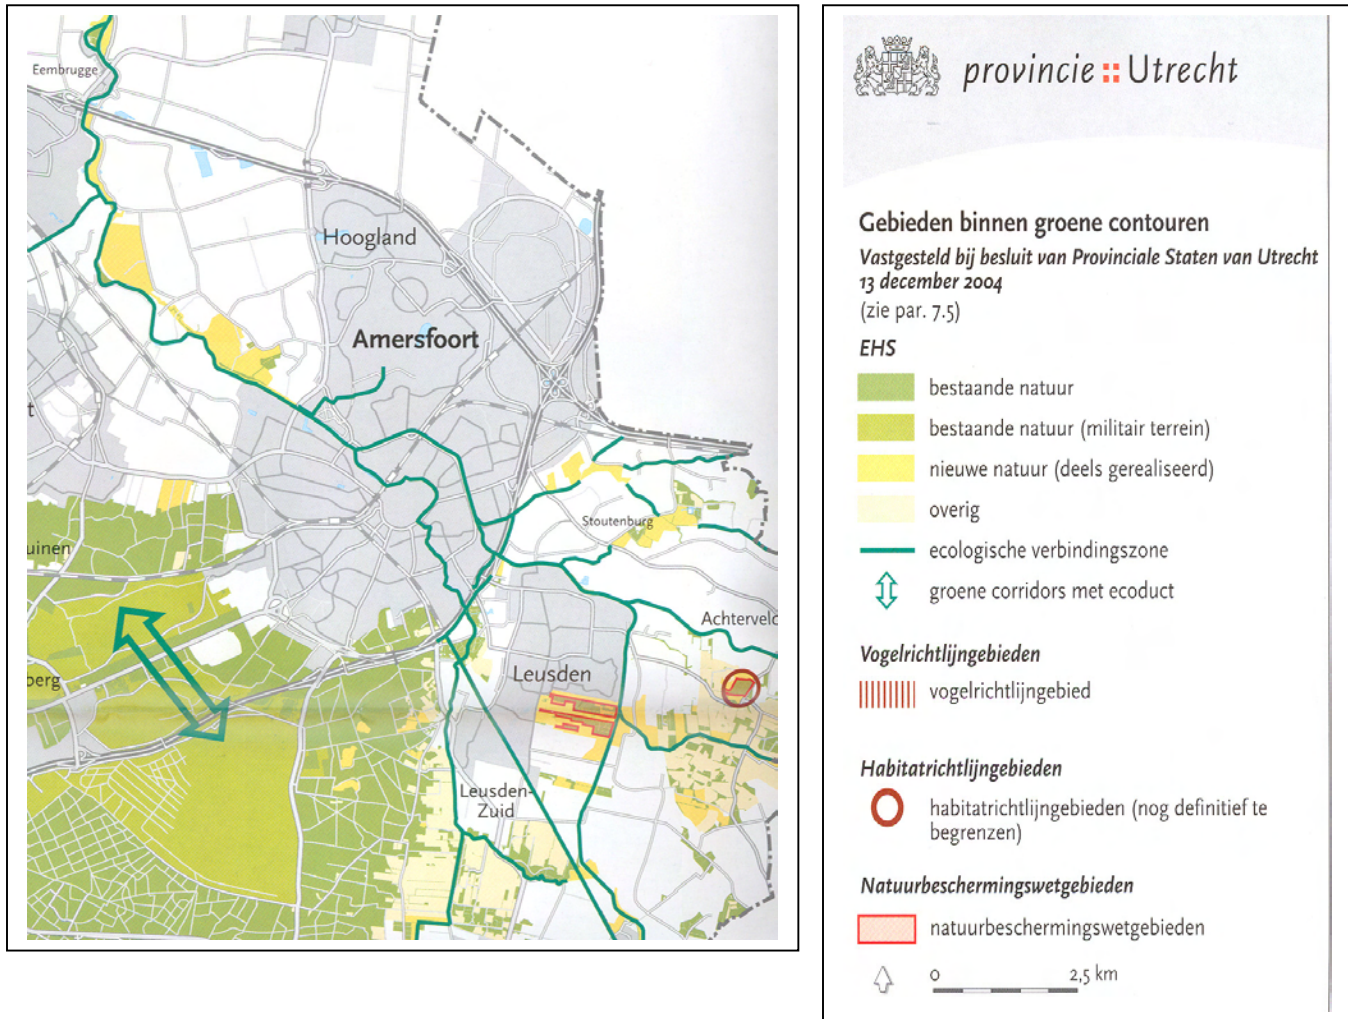 Eembrugge
Hoogland
Amersfoort
t
Stoutenburg
uinen
Achterveld
berg
Leusden
Leusden-
Zuid
provincie :: Utrecht
Gebieden binnen groene contouren
Vastgesteld bij besluit van Provinciale Staten van Utrecht
13 december 2004
(zie par. 7.5)
EHS
bestaande natuur
bestaande natuur (militair terrein)
nieuwe natuur (deels gerealiseerd)
overig
ecologische verbindingszone
groene corridors met ecoduct
Vogelrichtlijngebieden
vogelrichtlijngebied
Habitatrichtlijngebieden
habitatrichtlijngebieden (nog definitief te
begrenzen)
Natuurbeschermingswetgebieden
natuurbeschermingswetgebieden
0 2,5 km